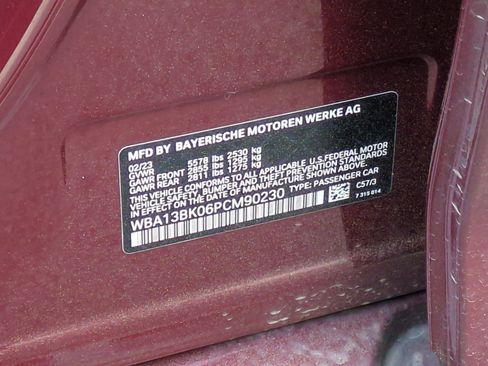 MFD BY BAYERISCHE MOTOREN WERKE AG
02/23
GVWR 5578 lbs 2530 kg
GAWR FRONT 2855 lbs 1295 kg
GAWR REAR 2811 lbs 1275 kg
THIS VEHICLE CONFORMS TO ALL APPLICABLE U.S. FEDERAL MOTOR
VEHICLE SAFETY, BUMPER AND THEFT PREVENTION STANDARDS
IN EFFECT ON THE DATE OF MANUFACTURE SHOWN ABOVE.
WBA13BK06PCM90230 TYPE: PASSENGER CAR
C57/3
7 315 014